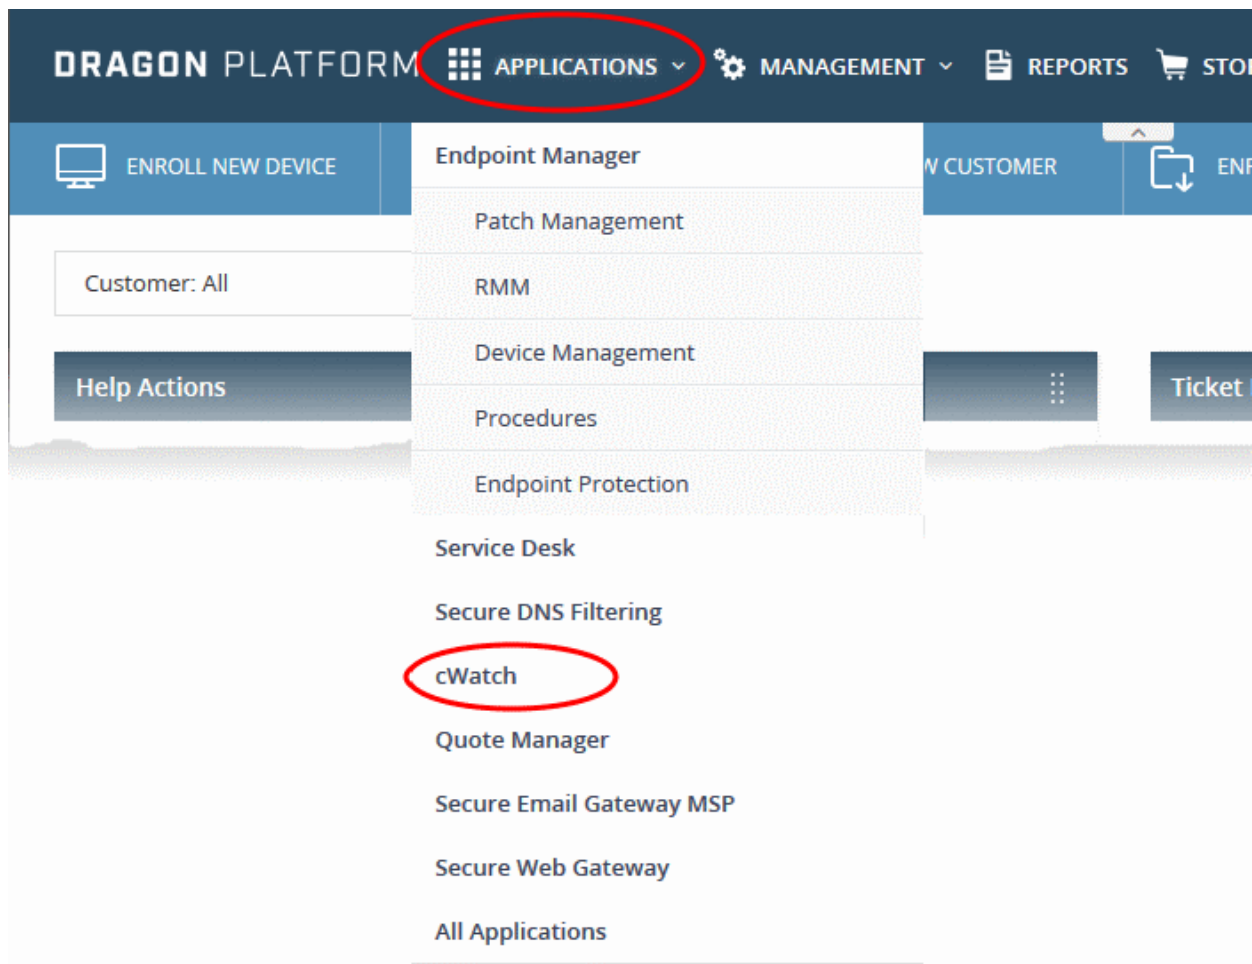 DRAGON PLATFORM APPLICATIONS MANAGEMENT REPORTS
ENROLL NEW DEVICE CUSTOMER
Endpoint Manager
Patch Management
Customer: All
RMM
Device Management
Help Actions
Ticket
Procedures
Endpoint Protection
Service Desk
Secure DNS Filtering
cWatch
Quote Manager
Secure Email Gateway MSP
Secure Web Gateway
All Applications